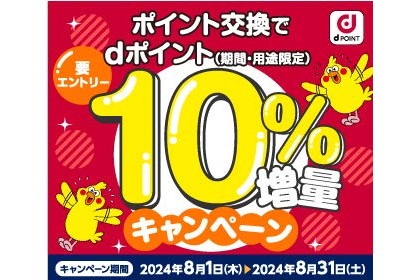 ポイント交換で
dポイント(期間・用途限定)
d POINT
要
エントリー
10%
増量
キャンペーン
キャンペーン期間 2024年8月1日(木)▶2024年8月31日(土)